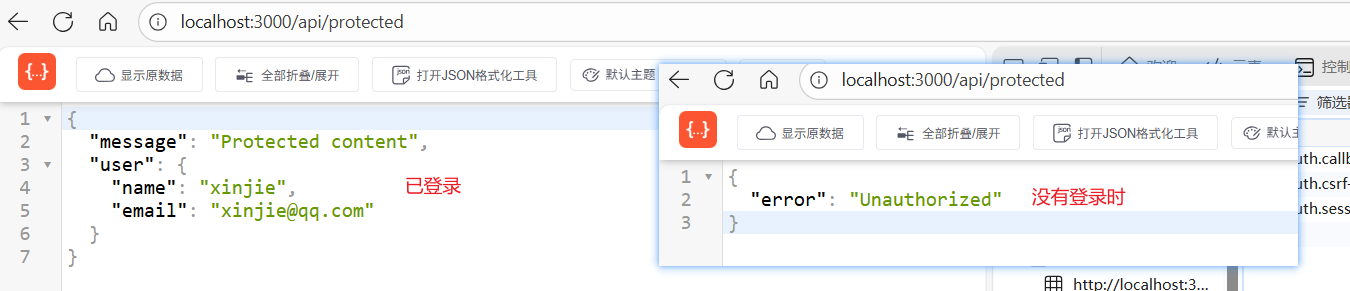 localhost:3000/api/protected
{..}
显示原数据
全部折叠/展开
json
打开JSON格式化工具
默认主题
1 {
2 "message": "Protected content",
3 "user": {
4 "name": "xinjie",
5 "email": "xinjie@qq.com"
6 }
7 }
已登录
localhost:3000/api/protected
{..}
显示原数据
全部折叠/展开
json
打开JSON格式化工具
默认主
1 {
2 "error": "Unauthorized"
3 }
没有登录时
控制
筛选器
uth.callb
uth.csrf-
uth.sess
http://localhost:3...